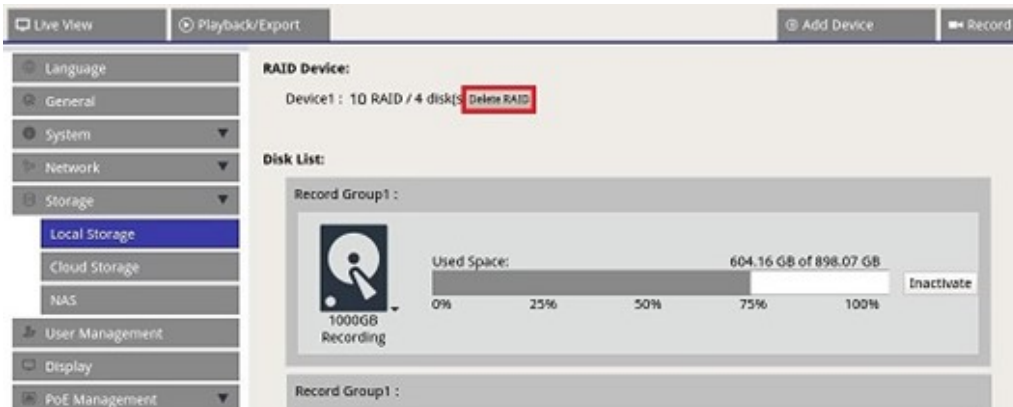 Live View
Playback/Export
Add Device
Record
Language
General
System
Network
Storage
Local Storage
Cloud Storage
NAS
User Management
Display
PoE Management
RAID Device:
Device1 : 10 RAID / 4 disk(s Delete RAID
Disk List:
Record Group1 :
Used Space: 604.16 GB of 898.07 GB
0% 25% 50% 75% 100%
Inactivate
1000GB
Recording
Record Group1 :